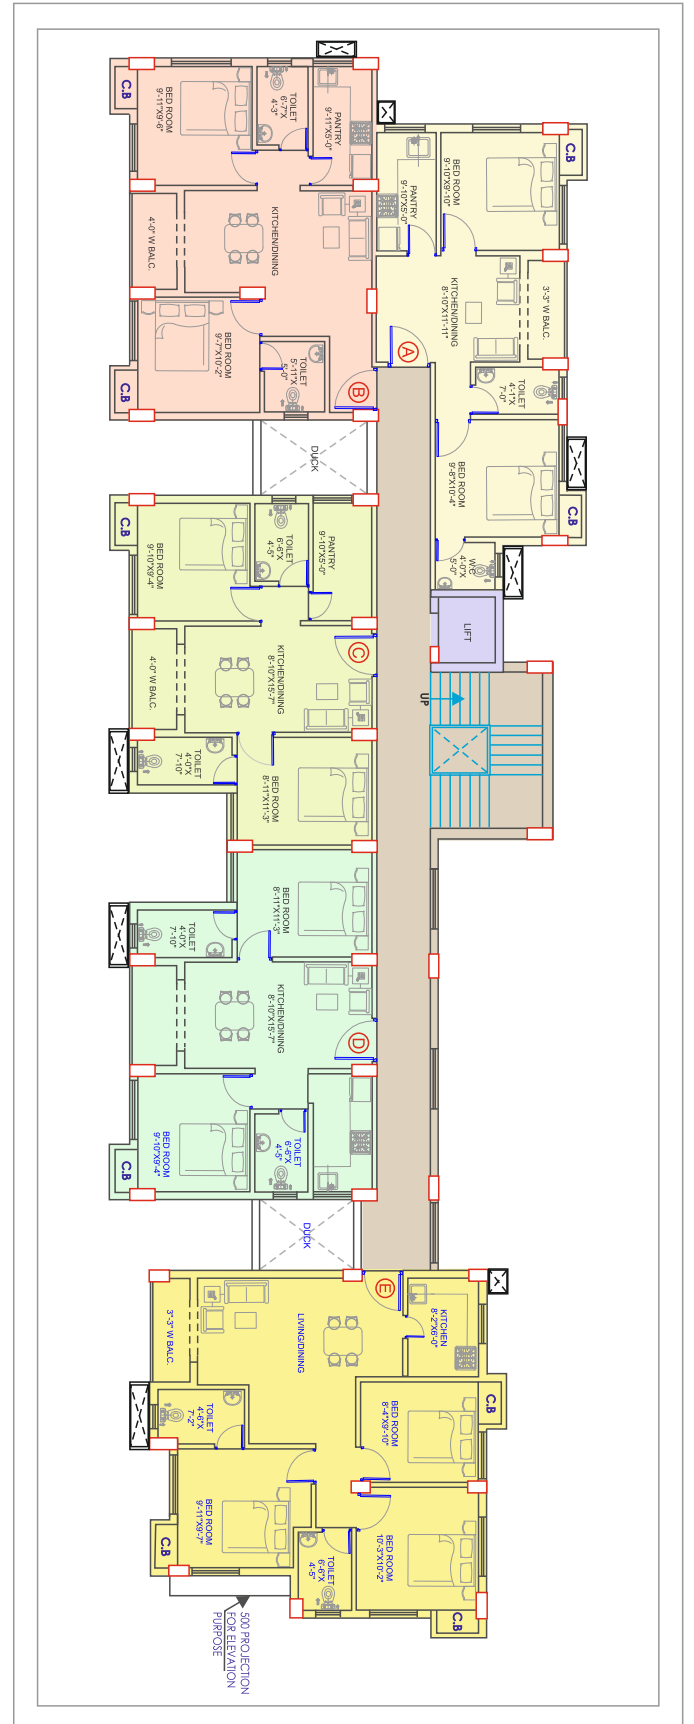 C.B
BED ROOM
9'-11"X9'-6"
TOILET
6'-7"X
4'-3"
PANTRY
9'-11"X5'-0"
KITCHEN/DINING
4'-0" W BALC.
BED ROOM
9'-7"X10'-2"
TOILET
5'-11"X
5'-0"
C.B
B
C.B
BED ROOM
9'-10"X9'-10"
PANTRY
9'-10"X5'-0"
KITCHEN/DINING
8'-10"X11'-11"
3'-3" W BALC.
A
TOILET
4'-1"X
7'-0"
BED ROOM
9'-8"X10'-4"
C.B
W.C
4'-0"X
5'-0"
LIFT
UP
DUCK
C.B
BED ROOM
9'-10"X9'-4"
TOILET
6'-6"X
4'-5"
PANTRY
9'-10"X5'-0"
C
KITCHEN/DINING
8'-10"X15'-7"
4'-0" W BALC.
TOILET
4'-0"X
7'-10"
BED ROOM
8'-11"X11'-3"
BED ROOM
8'-11"X11'-3"
TOILET
4'-0"X
7'-10"
KITCHEN/DINING
8'-10"X15'-7"
D
BED ROOM
9'-10"X9'-4"
TOILET
6'-6"X
4'-5"
C.B
DUCK
E
KITCHEN
8'-2"X6'-0"
LIVING/DINING
3'-3" W BALC.
C.B
BED ROOM
8'-4"X9'-10"
TOILET
4'-6"X
7'-2"
BED ROOM
9'-11"X9'-7"
BED ROOM
10'-3"X10'-2"
TOILET
6'-6"X
4'-5"
C.B
C.B
500 PROJECTION
FOR ELEVATION
PURPOSE